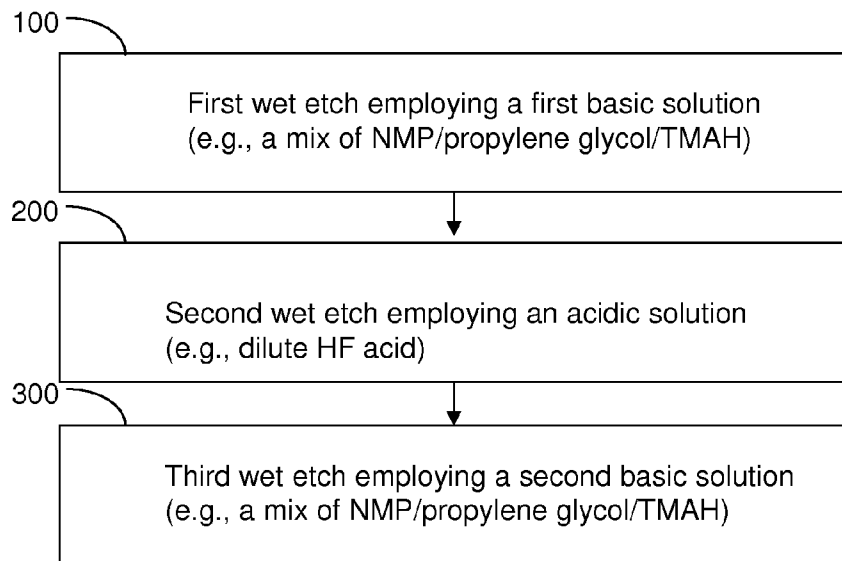 100
First wet etch employing a first basic solution
(e.g., a mix of NMP/propylene glycol/TMAH)
200
Second wet etch employing an acidic solution
(e.g., dilute HF acid)
300
Third wet etch employing a second basic solution
(e.g., a mix of NMP/propylene glycol/TMAH)